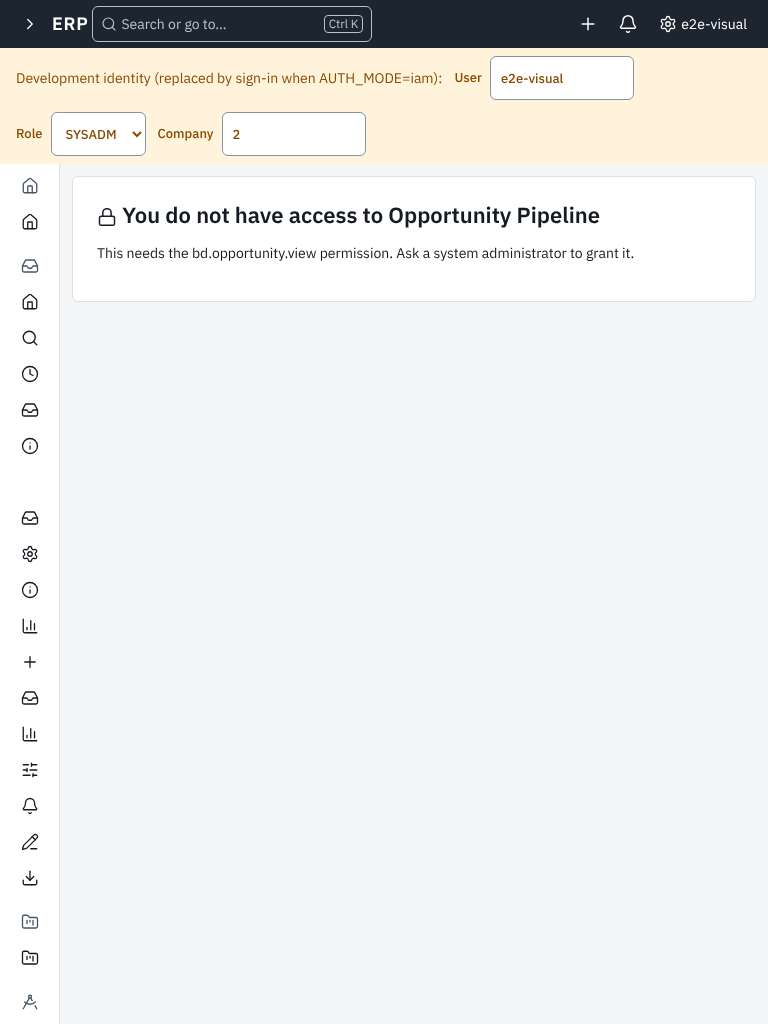 ERP Search or go to... Ctrl K e2e-visual
Development identity (replaced by sign-in when AUTH_MODE=iam): User e2e-visual
Role SYSADM Company 2
You do not have access to Opportunity Pipeline
This needs the bd.opportunity.view permission. Ask a system administrator to grant it.